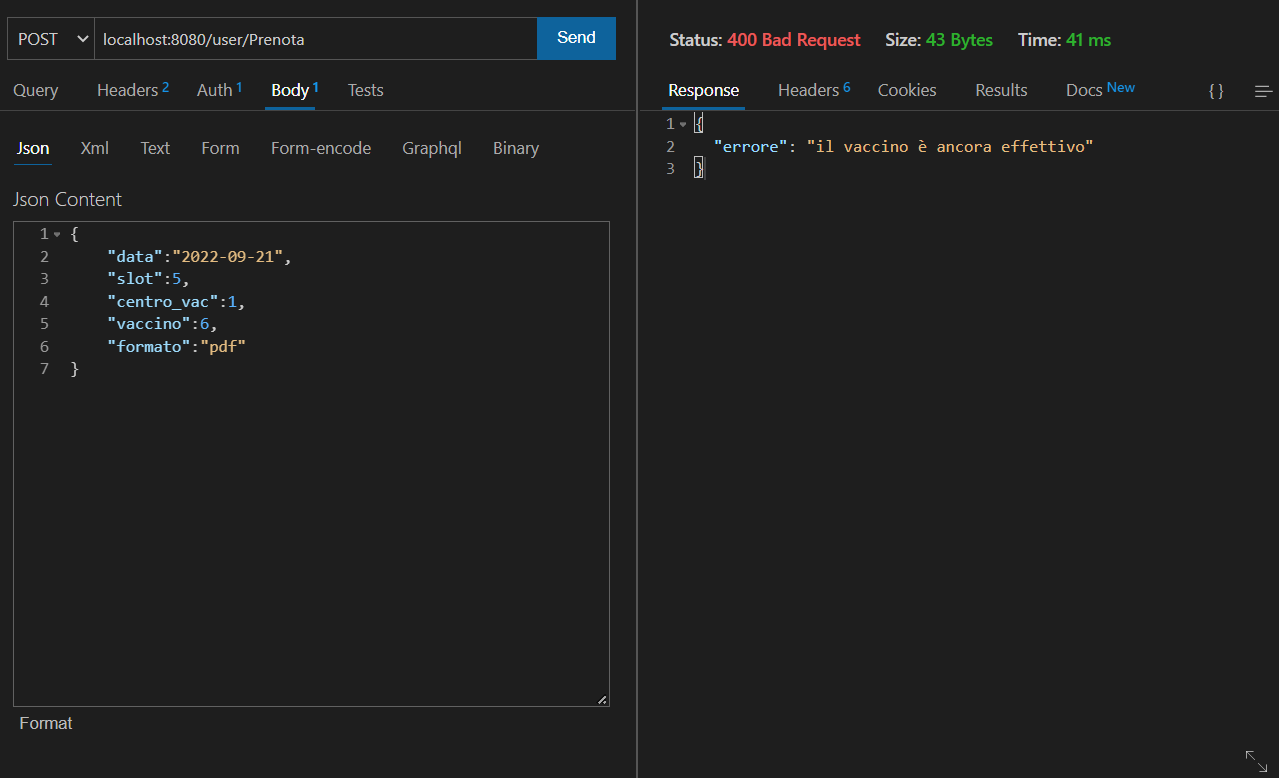 POST localhost:8080/user/Prenota Send
Query Headers 2 Auth 1 Body 1 Tests
Json Xml Text Form Form-encode Graphql Binary
Json Content
1 {
2 "data":"2022-09-21",
3 "slot":5,
4 "centro_vac":1,
5 "vaccino":6,
6 "formato":"pdf"
7 }
Format
Status: 400 Bad Request Size: 43 Bytes Time: 41 ms
Response Headers 6 Cookies Results Docs New { }
1 {
2 "errore": "il vaccino è ancora effettivo"
3 }